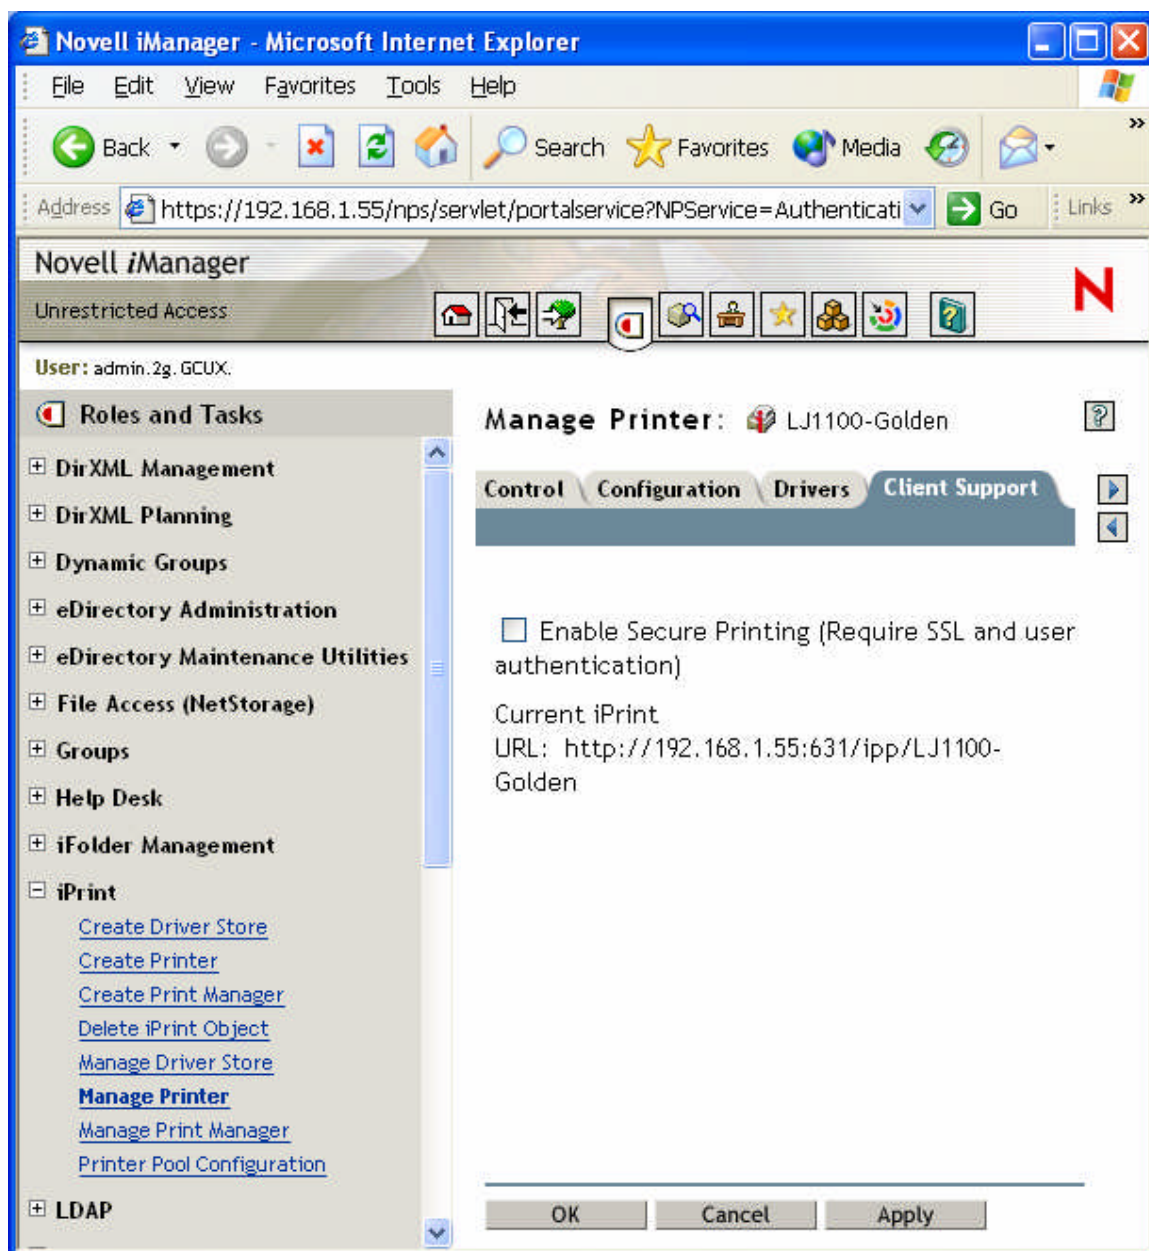 Novell iManager - Microsoft Internet Explorer
File Edit View Favorites Tools Help
Back Search Favorites Media »
Address https://192.168.1.55/nps/servlet/portalservice?NPService=Authenticati Go Links »
Novell iManager
N
Unrestricted Access
User: admin.2g.GCUX.
Roles and Tasks
DirXML Management
DirXML Planning
Dynamic Groups
eDirectory Administration
eDirectory Maintenance Utilities
File Access (NetStorage)
Groups
Help Desk
iFolder Management
iPrint
Create Driver Store
Create Printer
Create Print Manager
Delete iPrint Object
Manage Driver Store
Manage Printer
Manage Print Manager
Printer Pool Configuration
LDAP
Manage Printer: LJ1100-Golden ?
Control Configuration Drivers Client Support
Enable Secure Printing (Require SSL and user
authentication)
Current iPrint
URL: http://192.168.1.55:631/ipp/LJ1100-
Golden
OK Cancel Apply